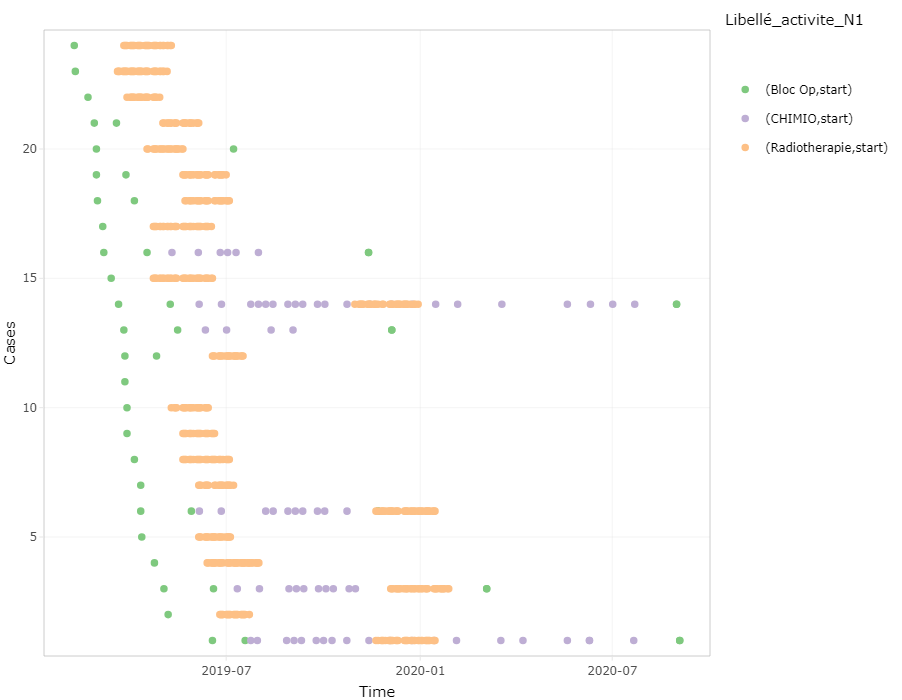 Libellé_activite_N1
(Bloc Op,start)
(CHIMIO,start)
(Radiotherapie,start)
20
15
10
5
Cases
2019-07
2020-01
2020-07
Time